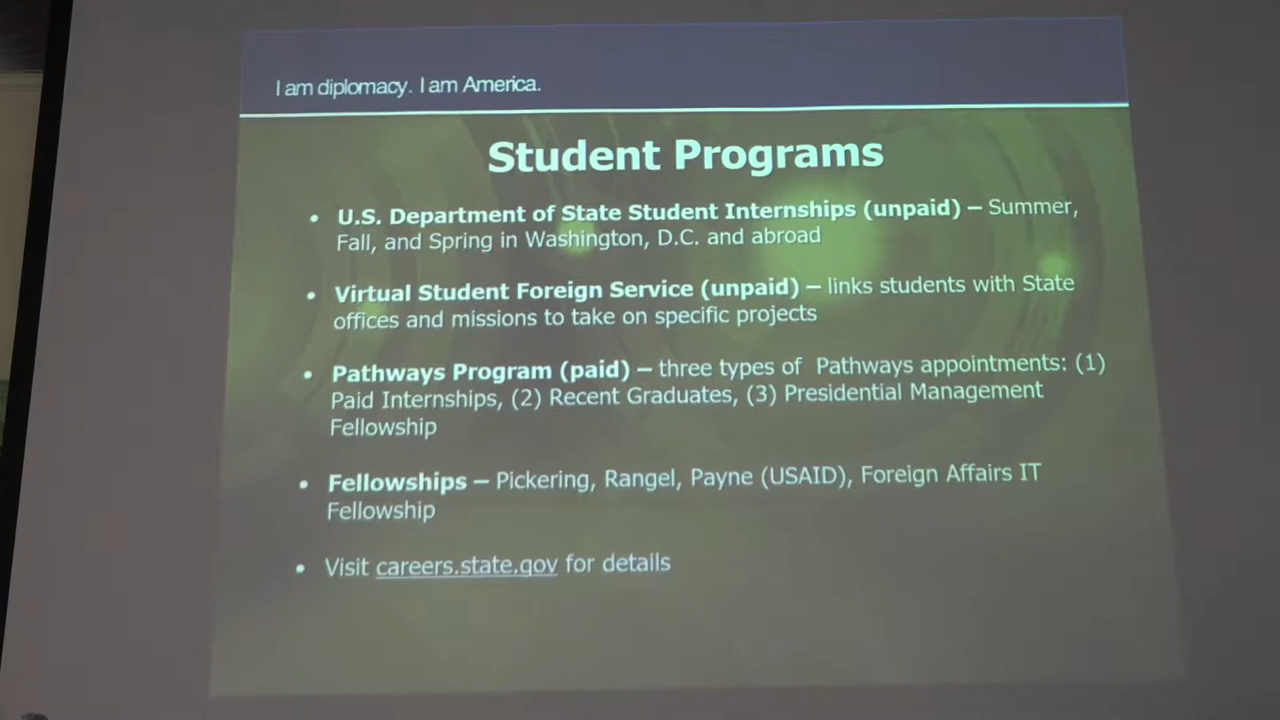 I am diplomacy. I am America.
Student Programs
• U.S. Department of State Student Internships (unpaid) – Summer,
Fall, and Spring in Washington, D.C. and abroad
• Virtual Student Foreign Service (unpaid) – links students with State
offices and missions to take on specific projects
• Pathways Program (paid) – three types of Pathways appointments: (1)
Paid Internships, (2) Recent Graduates, (3) Presidential Management
Fellowship
• Fellowships – Pickering, Rangel, Payne (USAID), Foreign Affairs IT
Fellowship
• Visit careers.state.gov for details